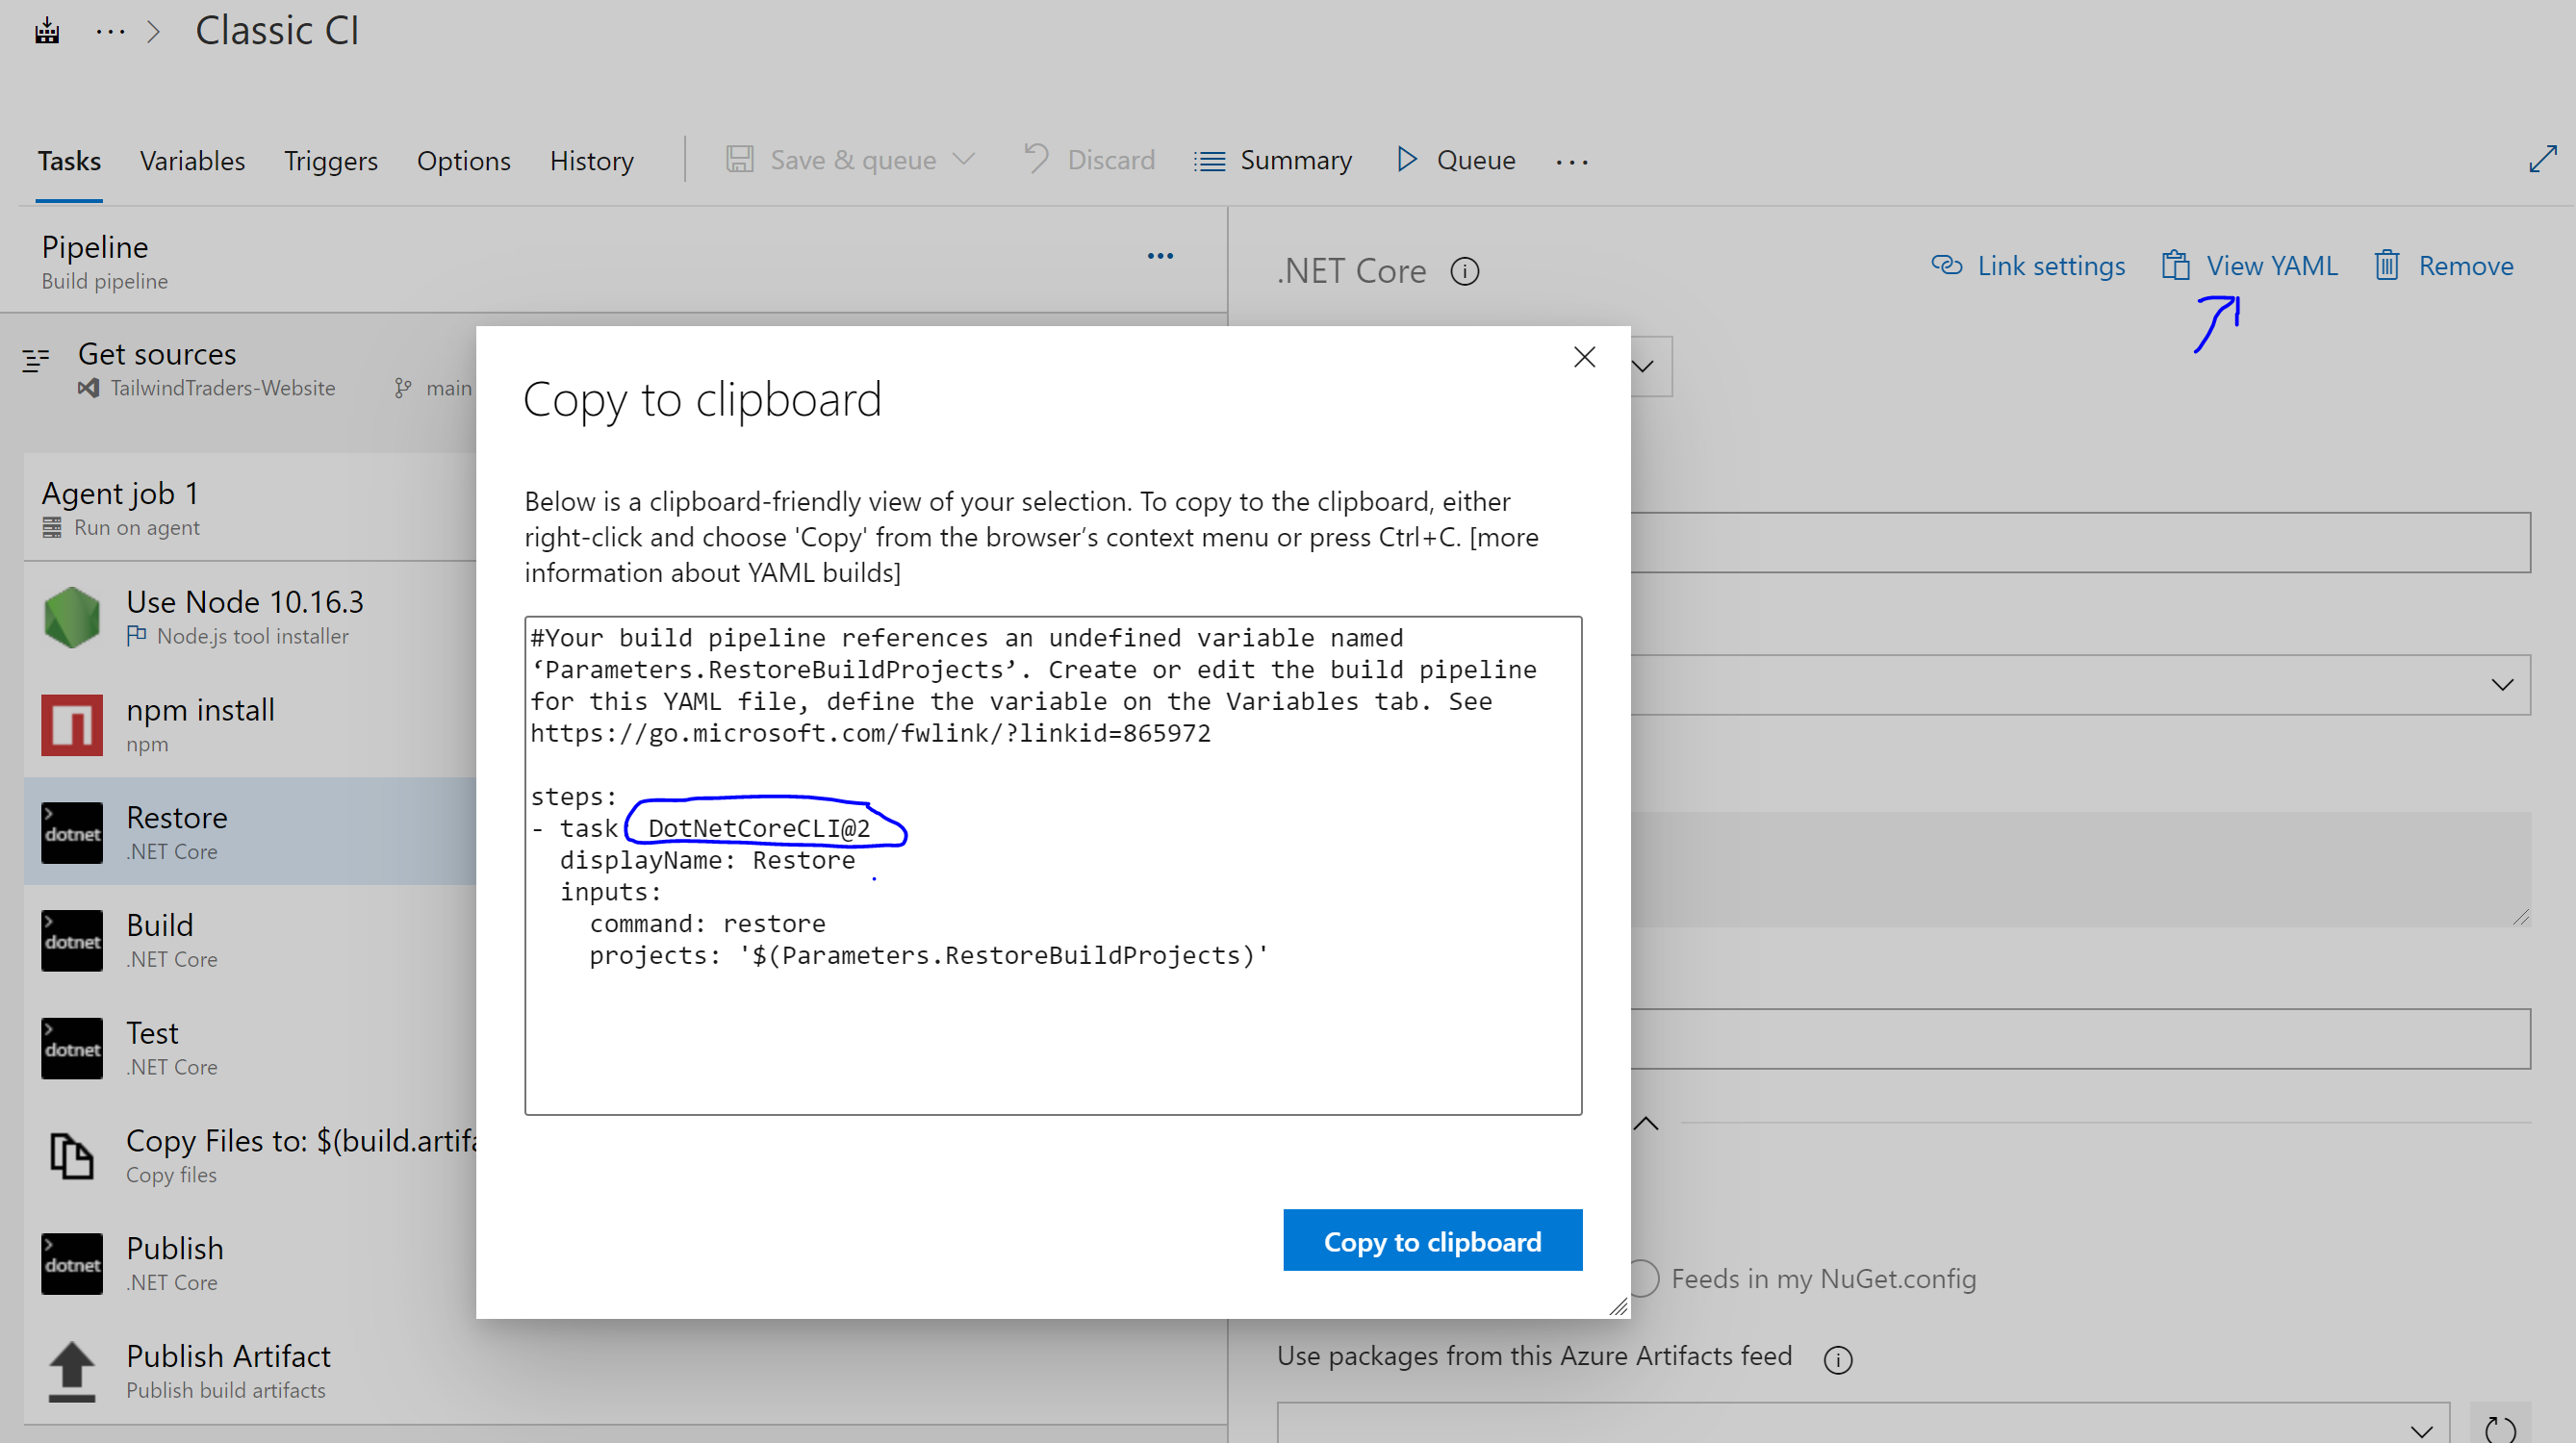 Classic CI
Tasks
Variables
Triggers
Options
History
Save & queue
Discard
Summary
Queue
Pipeline
Build pipeline
.NET Core
Link settings
View YAML
Remove
Get sources
TailwindTraders-Website
main
Agent job 1
Run on agent
Use Node 10.16.3
Node.js tool installer
npm install
npm
dotnet
Restore
.NET Core
dotnet
Build
.NET Core
dotnet
Test
.NET Core
Copy Files to: $(build.artifa
Copy files
dotnet
Publish
.NET Core
Publish Artifact
Publish build artifacts
Copy to clipboard
Below is a clipboard-friendly view of your selection. To copy to the clipboard, either
right-click and choose 'Copy' from the browser’s context menu or press Ctrl+C. [more
information about YAML builds]
#Your build pipeline references an undefined variable named
‘Parameters.RestoreBuildProjects’. Create or edit the build pipeline
for this YAML file, define the variable on the Variables tab. See
https://go.microsoft.com/fwlink/?linkid=865972
steps:
- task DotNetCoreCLI@2
displayName: Restore
inputs:
command: restore
projects: '$(Parameters.RestoreBuildProjects)'
Copy to clipboard
Feeds in my NuGet.config
Use packages from this Azure Artifacts feed